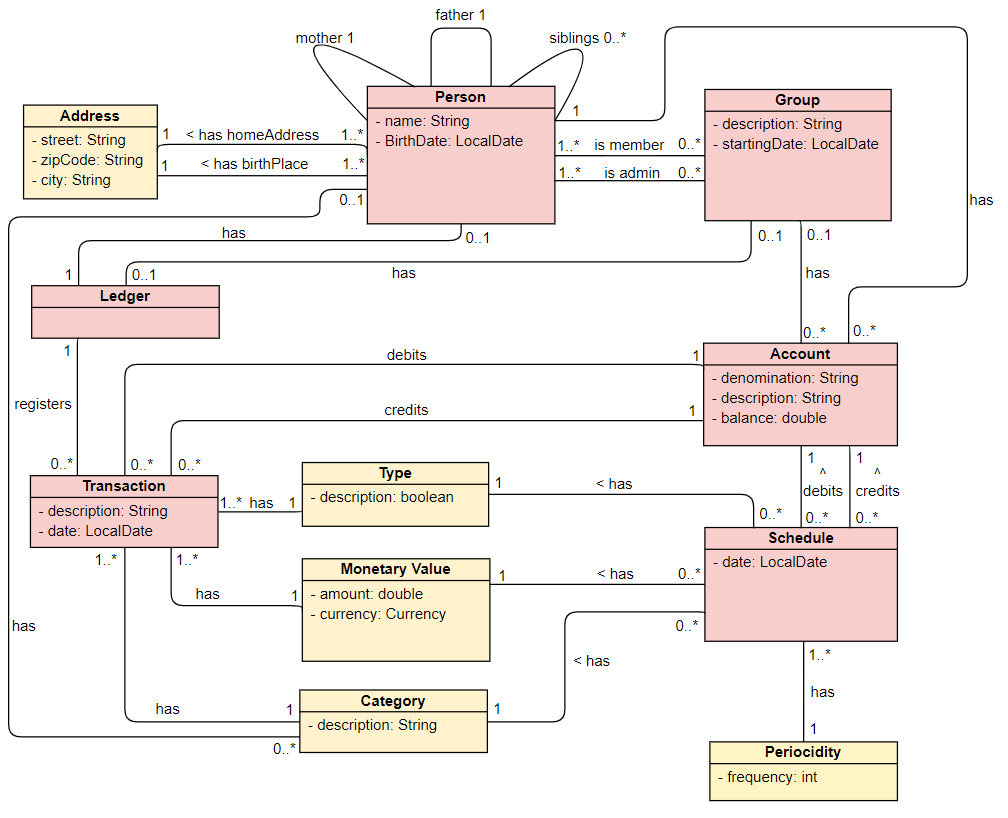 father 1
mother 1
siblings 0..*
Person
- name: String
- BirthDate: LocalDate
Group
- description: String
- startingDate: LocalDate
Address
- street: String
- zipCode: String
- city: String
1 < has homeAddress 1..*
1 < has birthPlace 1..*
1
1..* is member 0..*
1..* is admin 0..*
has
0..1
has
0..1
1
0..1
has
0..1
0..1
has
0..*
0..*
Ledger
1
registers
0..*
debits
1
0..*
credits
1
0..*
Account
- denomination: String
- description: String
- balance: double
1
^
debits
0..*
1
^
credits
0..*
Transaction
- description: String
- date: LocalDate
1..* has 1
Type
- description: boolean
1
< has
0..*
Schedule
- date: LocalDate
1..*
1..*
has
1
Monetary Value
- amount: double
- currency: Currency
1
< has
0..*
0..*
< has
has
has
1
Category
- description: String
1
0..*
1..*
has
1
Periocidity
- frequency: int